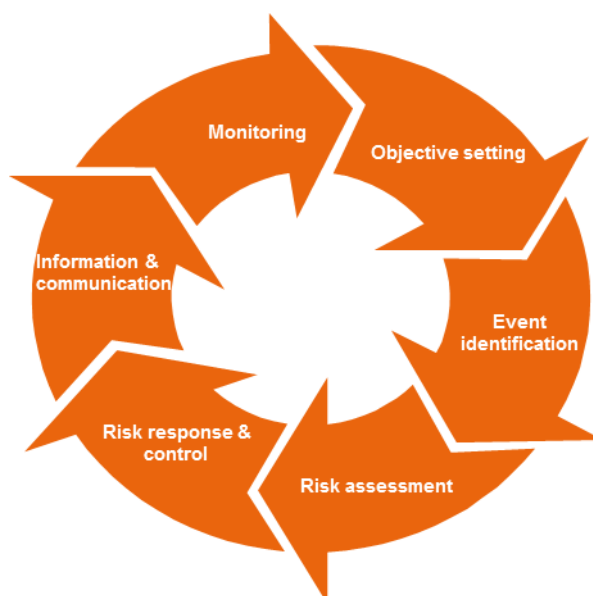 Monitoring
Objective setting
Event
identification
Risk assessment
Risk response &
control
Information &
communication